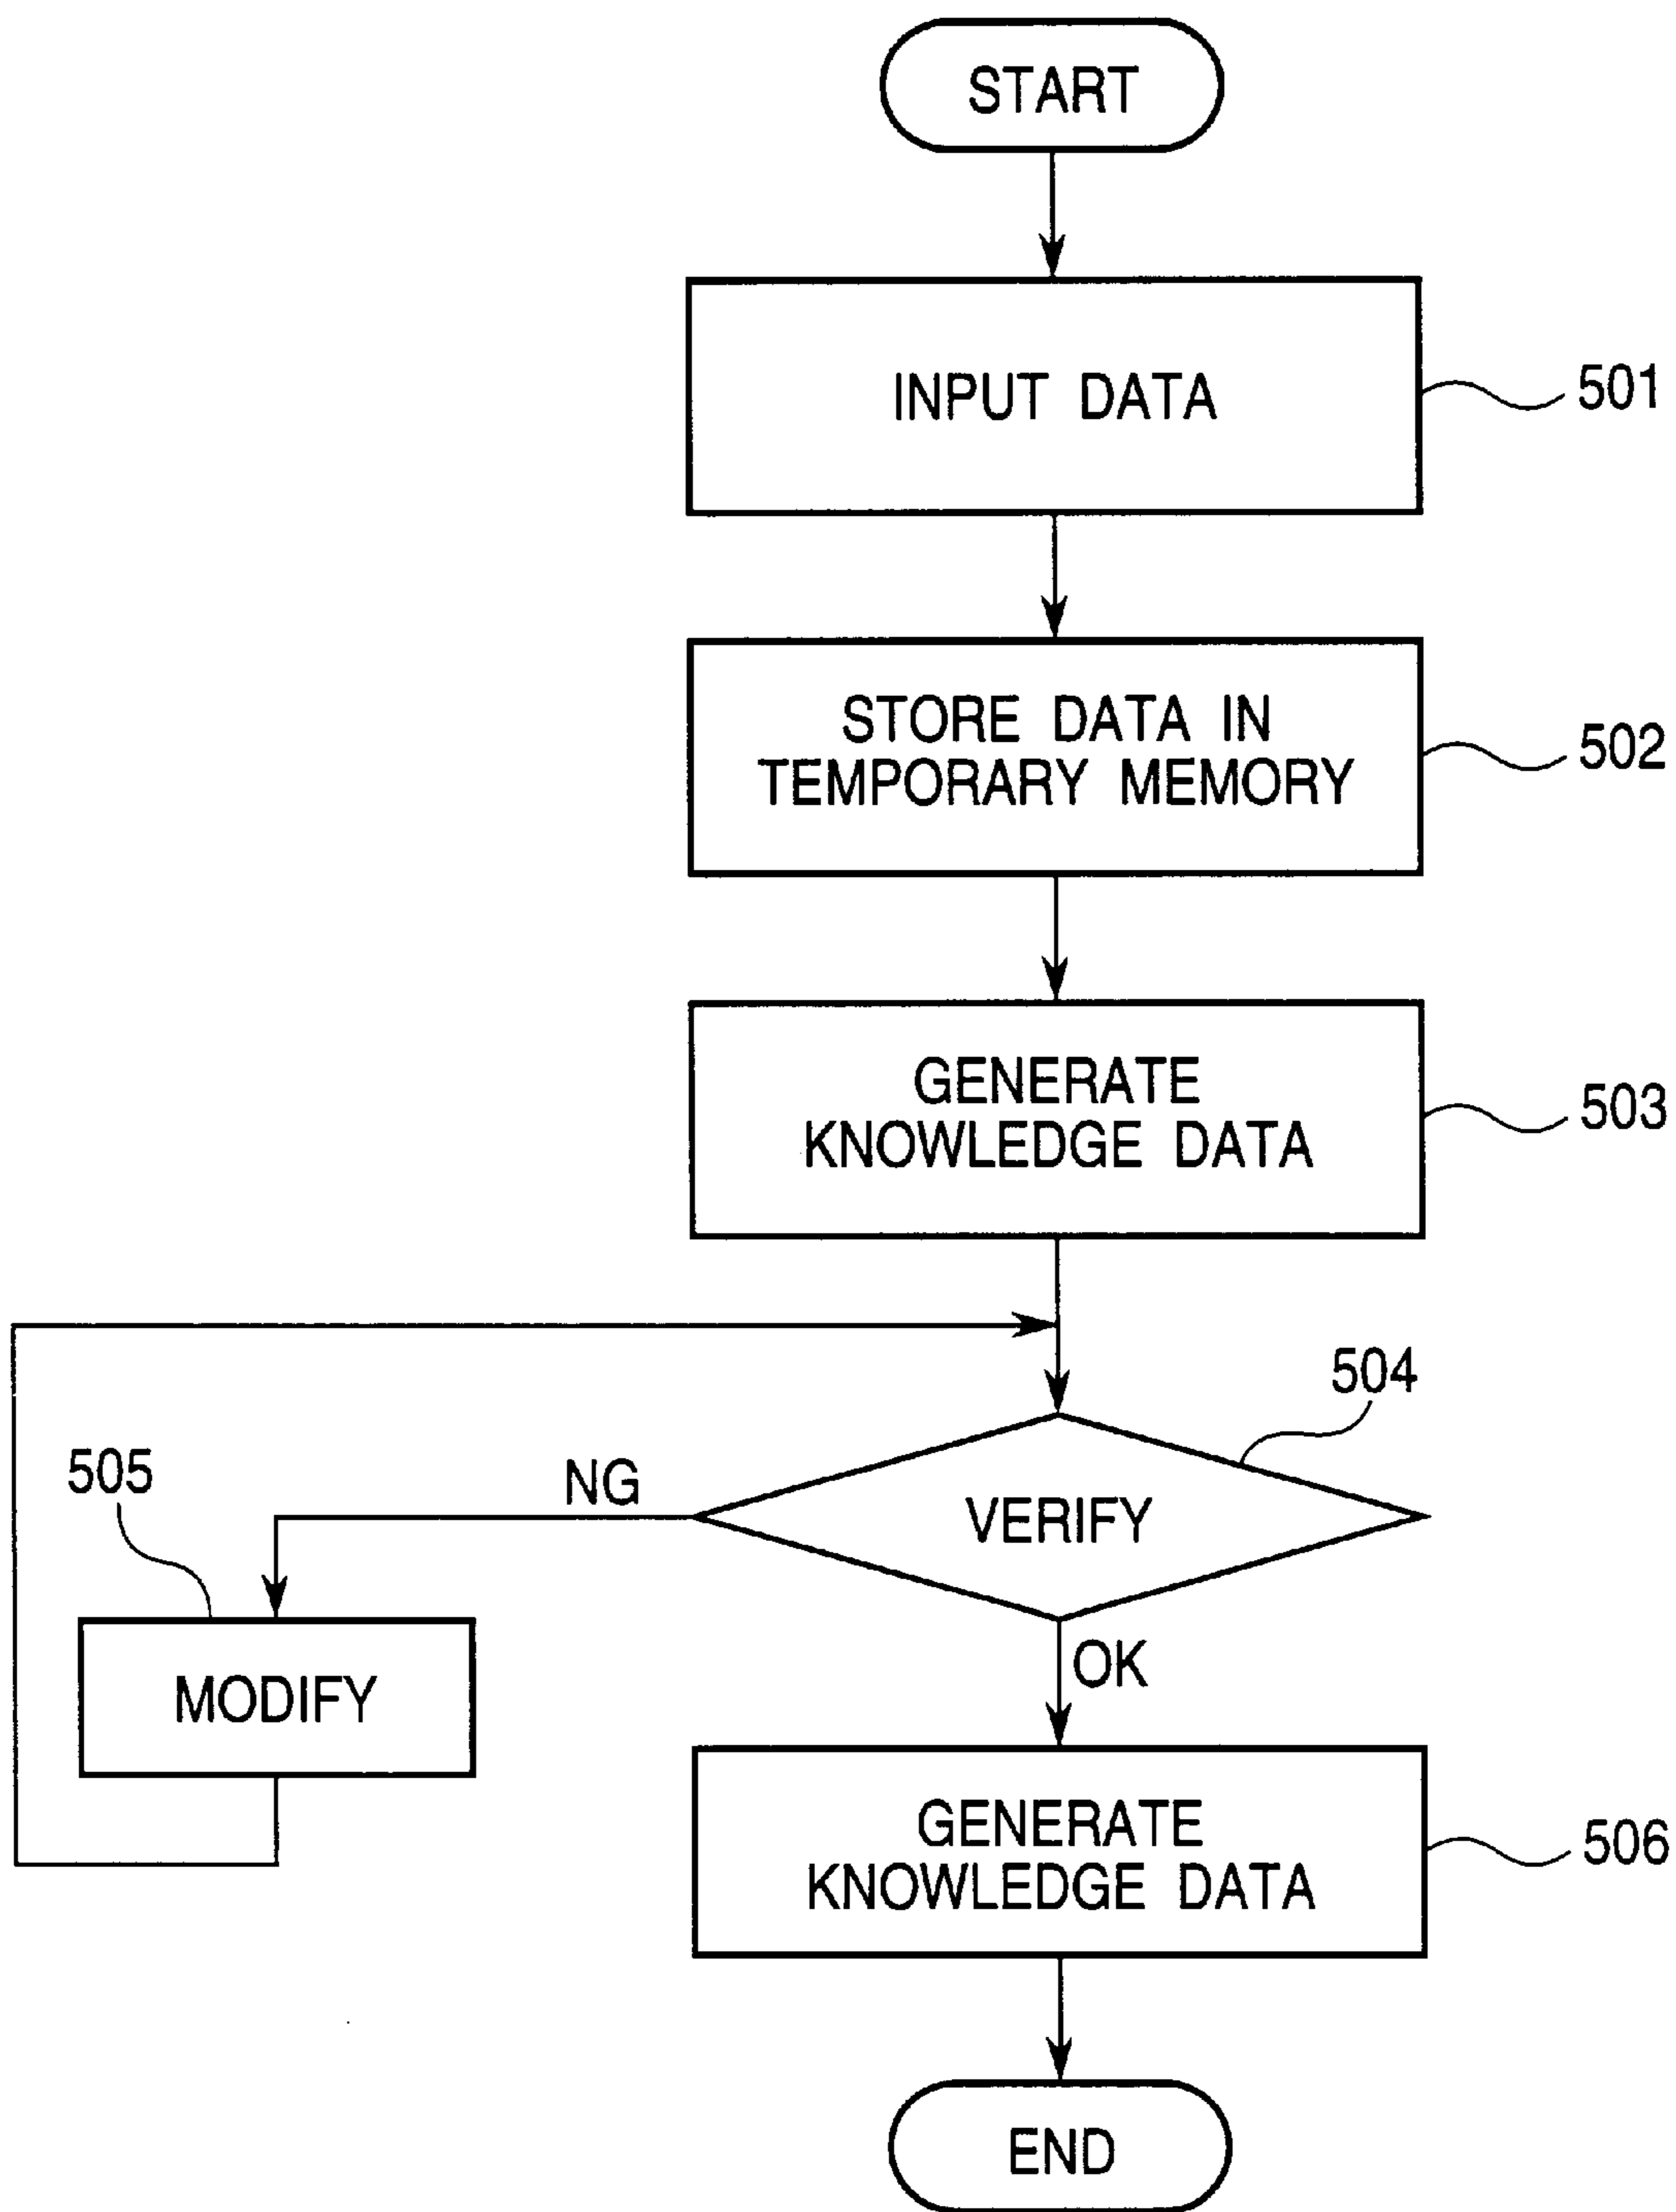 START
INPUT DATA
501
STORE DATA IN
TEMPORARY MEMORY
502
GENERATE
KNOWLEDGE DATA
503
504
505
NG
VERIFY
OK
MODIFY
GENERATE
KNOWLEDGE DATA
506
END